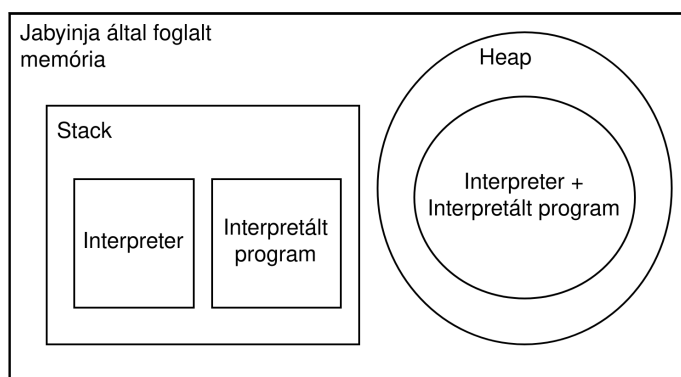 Jabyinja által foglalt
memória
Stack
Interpreter
Interpretált
program
Heap
Interpreter +
Interpretált program